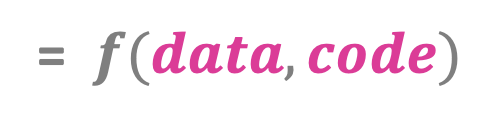 = f(data, code)